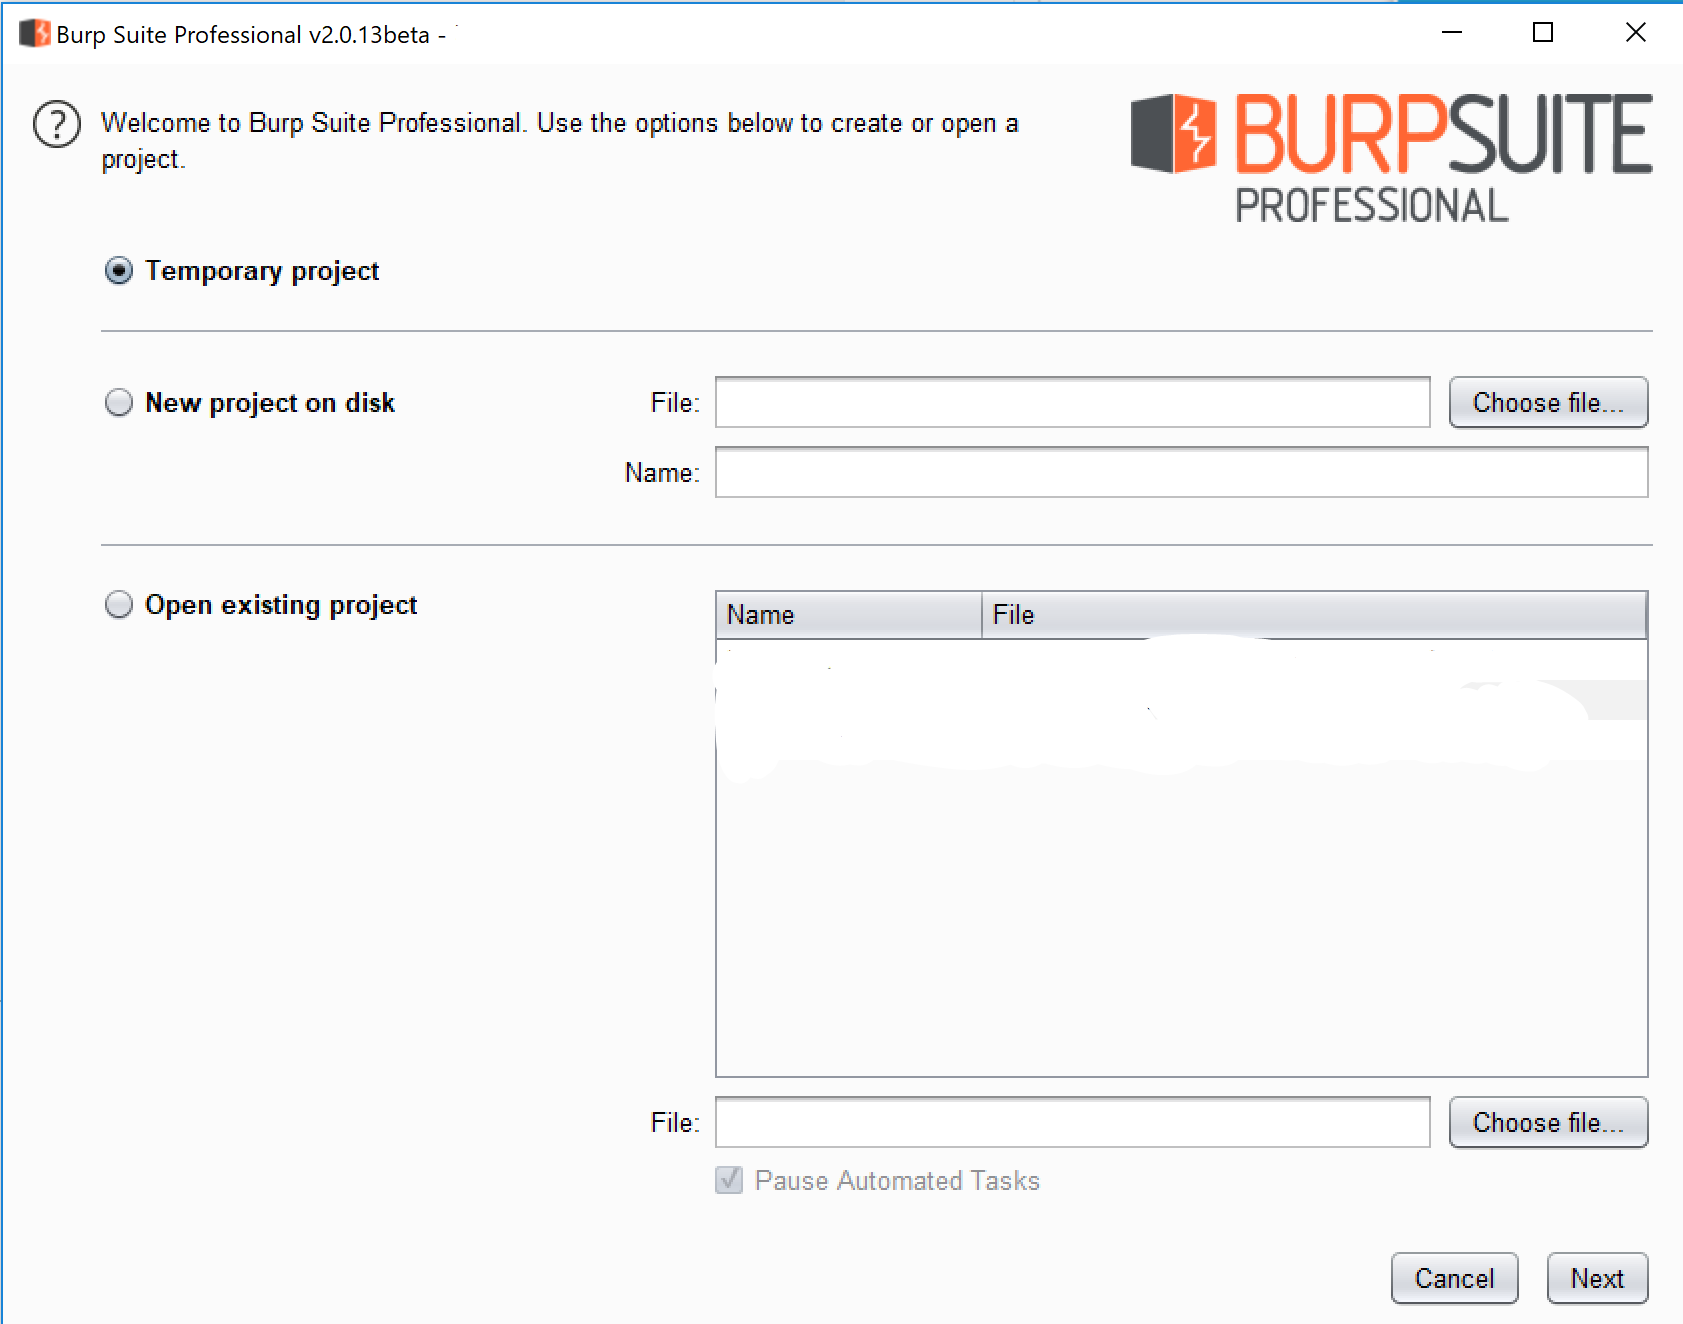 Burp Suite Professional v2.0.13beta -
?
Welcome to Burp Suite Professional. Use the options below to create or open a
project.
BURPSUITE
PROFESSIONAL
Temporary project
New project on disk
File:
Choose file...
Name:
Open existing project
Name
File
File:
Choose file...
Pause Automated Tasks
Cancel
Next